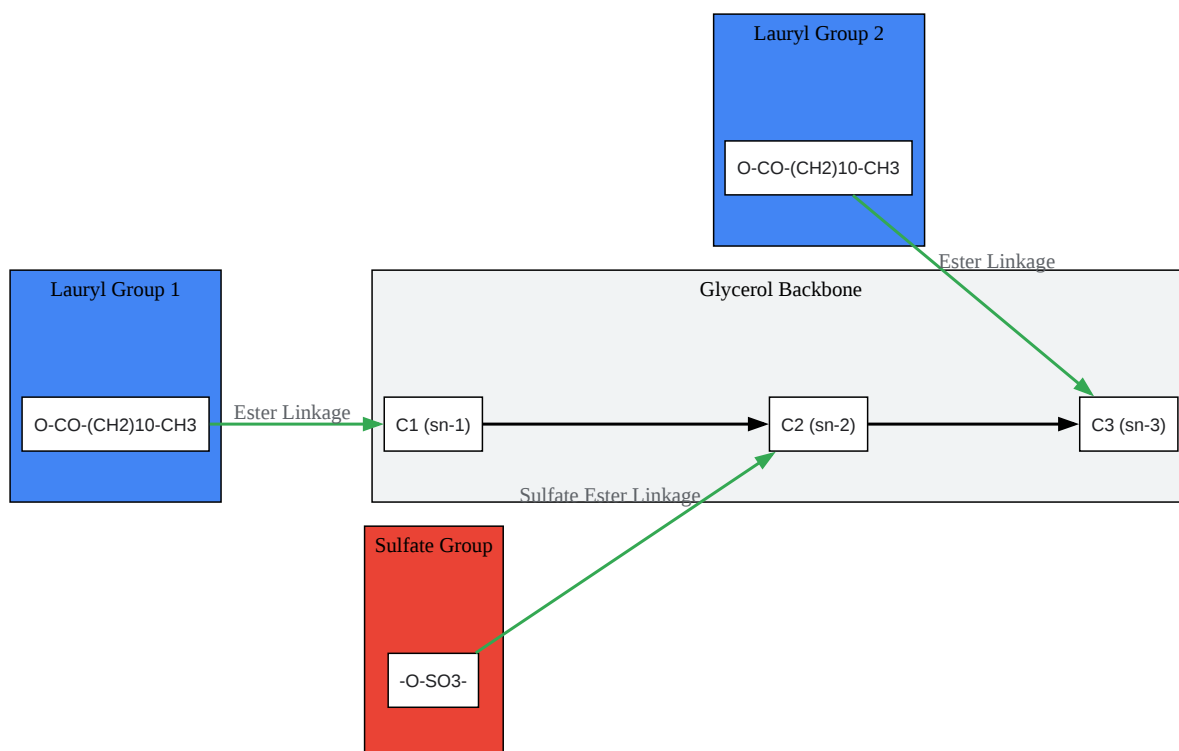 Lauryl Group 2
O-CO-(CH2)10-CH3
Ester Linkage
Lauryl Group 1
Glycerol Backbone
O-CO-(CH2)10-CH3
Ester Linkage
C1 (sn-1)
C2 (sn-2)
C3 (sn-3)
Sulfate Ester Linkage
Sulfate Group
-O-SO3-